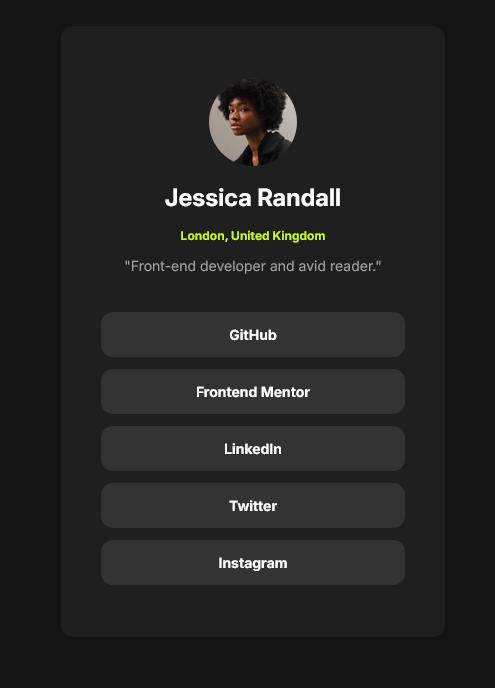 Jessica Randall
London, United Kingdom
"Front-end developer and avid reader."
GitHub
Frontend Mentor
LinkedIn
Twitter
Instagram